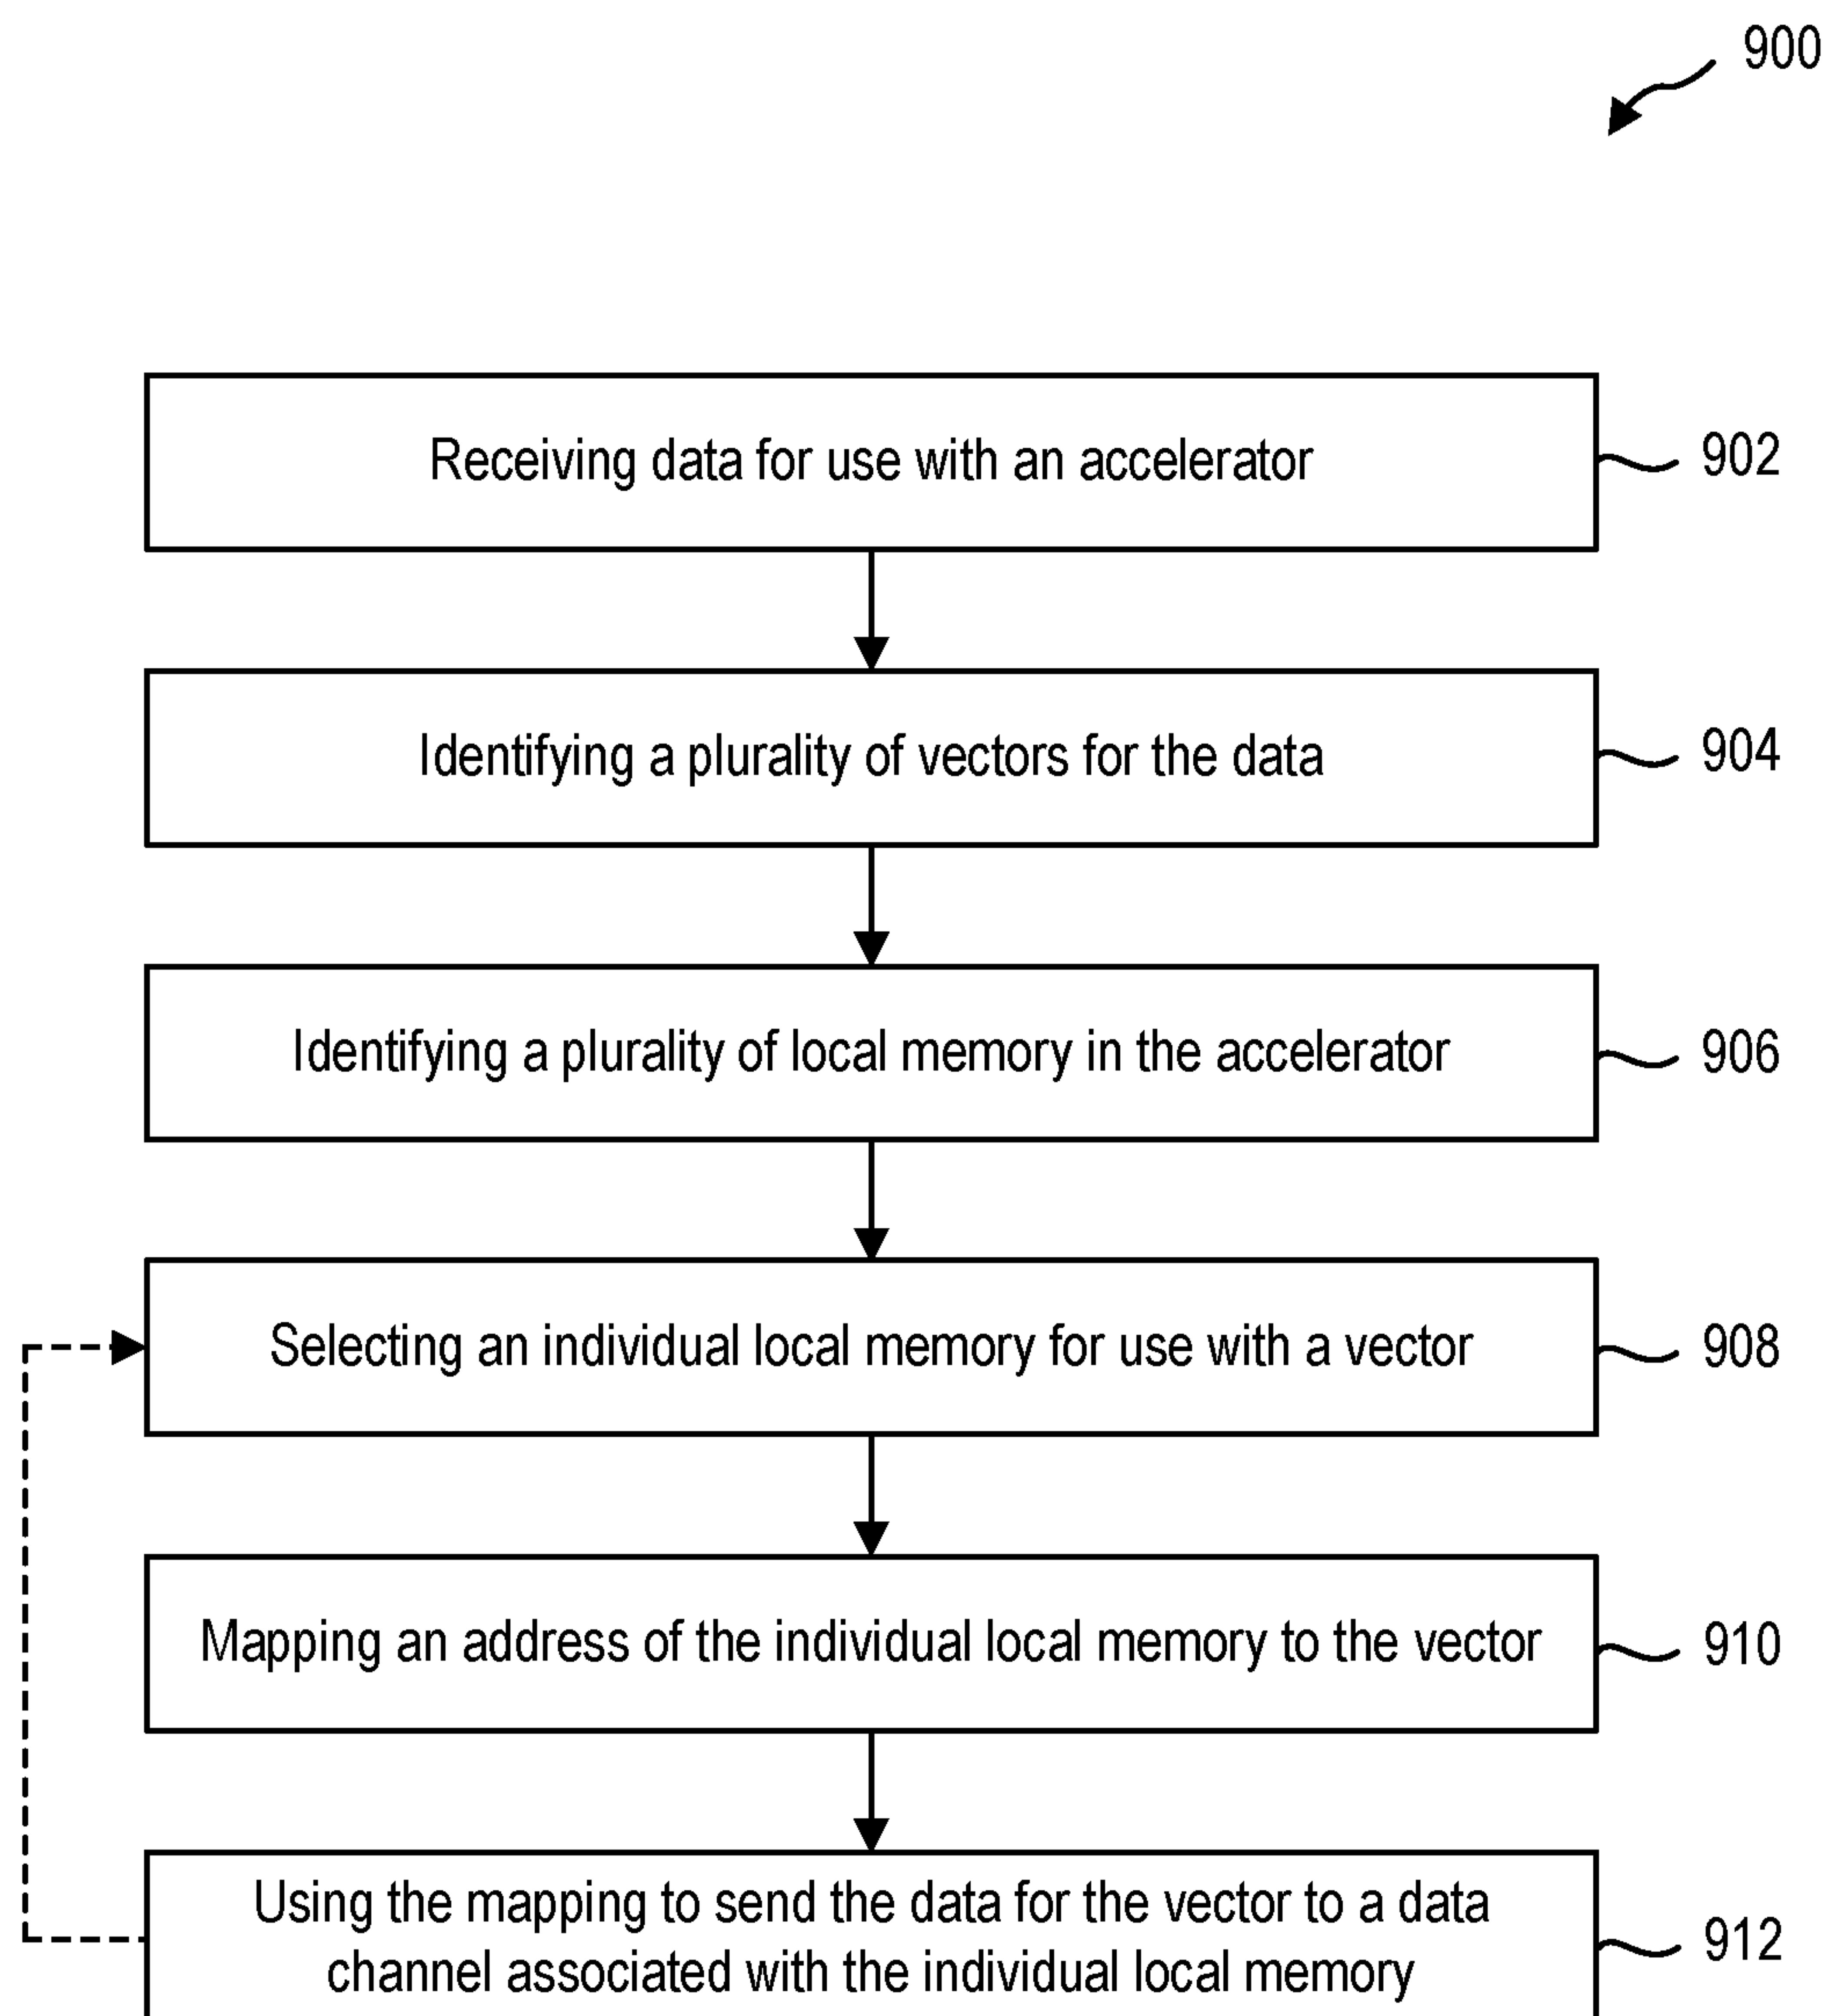 900
Receiving data for use with an accelerator
902
Identifying a plurality of vectors for the data
904
Identifying a plurality of local memory in the accelerator
906
Selecting an individual local memory for use with a vector
908
Mapping an address of the individual local memory to the vector
910
Using the mapping to send the data for the vector to a data
channel associated with the individual local memory
912